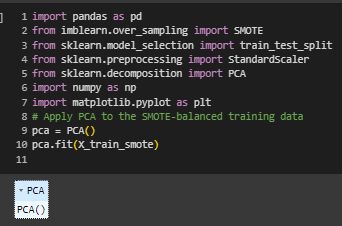 1 import pandas as pd
2 from imblearn.over_sampling import SMOTE
3 from sklearn.model_selection import train_test_split
4 from sklearn.preprocessing import StandardScaler
5 from sklearn.decomposition import PCA
6 import numpy as np
7 import matplotlib.pyplot as plt
8 # Apply PCA to the SMOTE-balanced training data
9 pca = PCA()
10 pca.fit(X_train_smote)
11
▾ PCA
PCA()